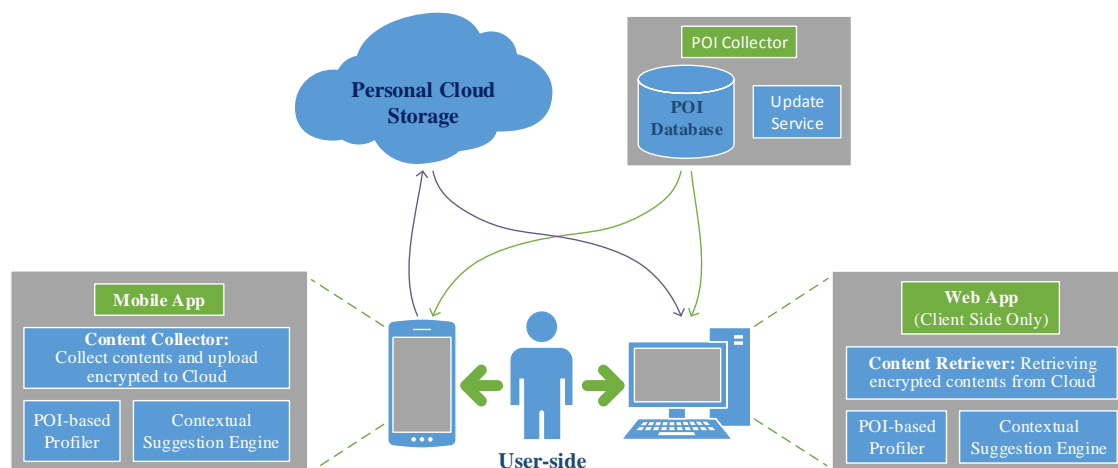 Personal Cloud
Storage
POI Collector
POI
Database
Update
Service
Mobile App
Content Collector:
Collect contents and upload
encrypted to Cloud
POI-based
Profiler
Contextual
Suggestion Engine
User-side
Web App
(Client Side Only)
Content Retriever: Retrieving
encrypted contents from Cloud
POI-based
Profiler
Contextual
Suggestion Engine